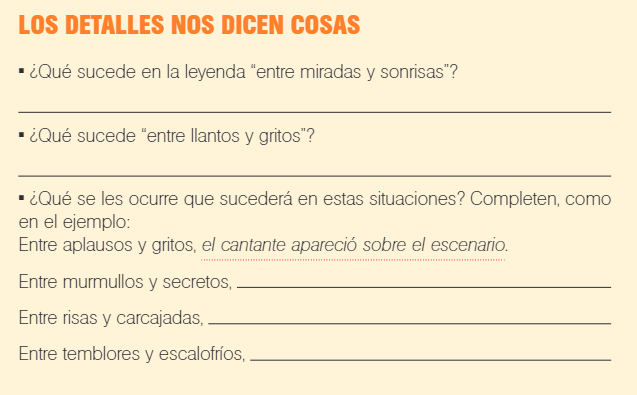 LOS DETALLES NOS DICEN COSAS
▪ ¿Qué sucede en la leyenda “entre miradas y sonrisas”?
▪ ¿Qué sucede “entre llantos y gritos”?
▪ ¿Qué se les ocurre que sucederá en estas situaciones? Completen, como
en el ejemplo:
Entre aplausos y gritos, el cantante apareció sobre el escenario.
Entre murmullos y secretos,
Entre risas y carcajadas,
Entre temblores y escalofríos,